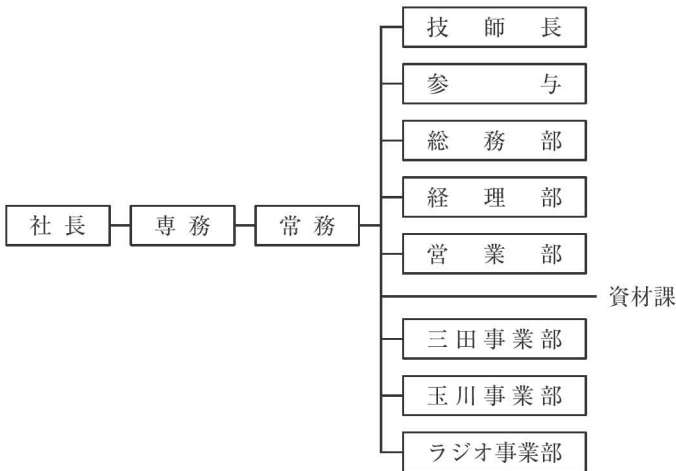 技師長
参与
総務部
経理部
社長
専務
常務
営業部
資材課
三田事業部
玉川事業部
ラジオ事業部